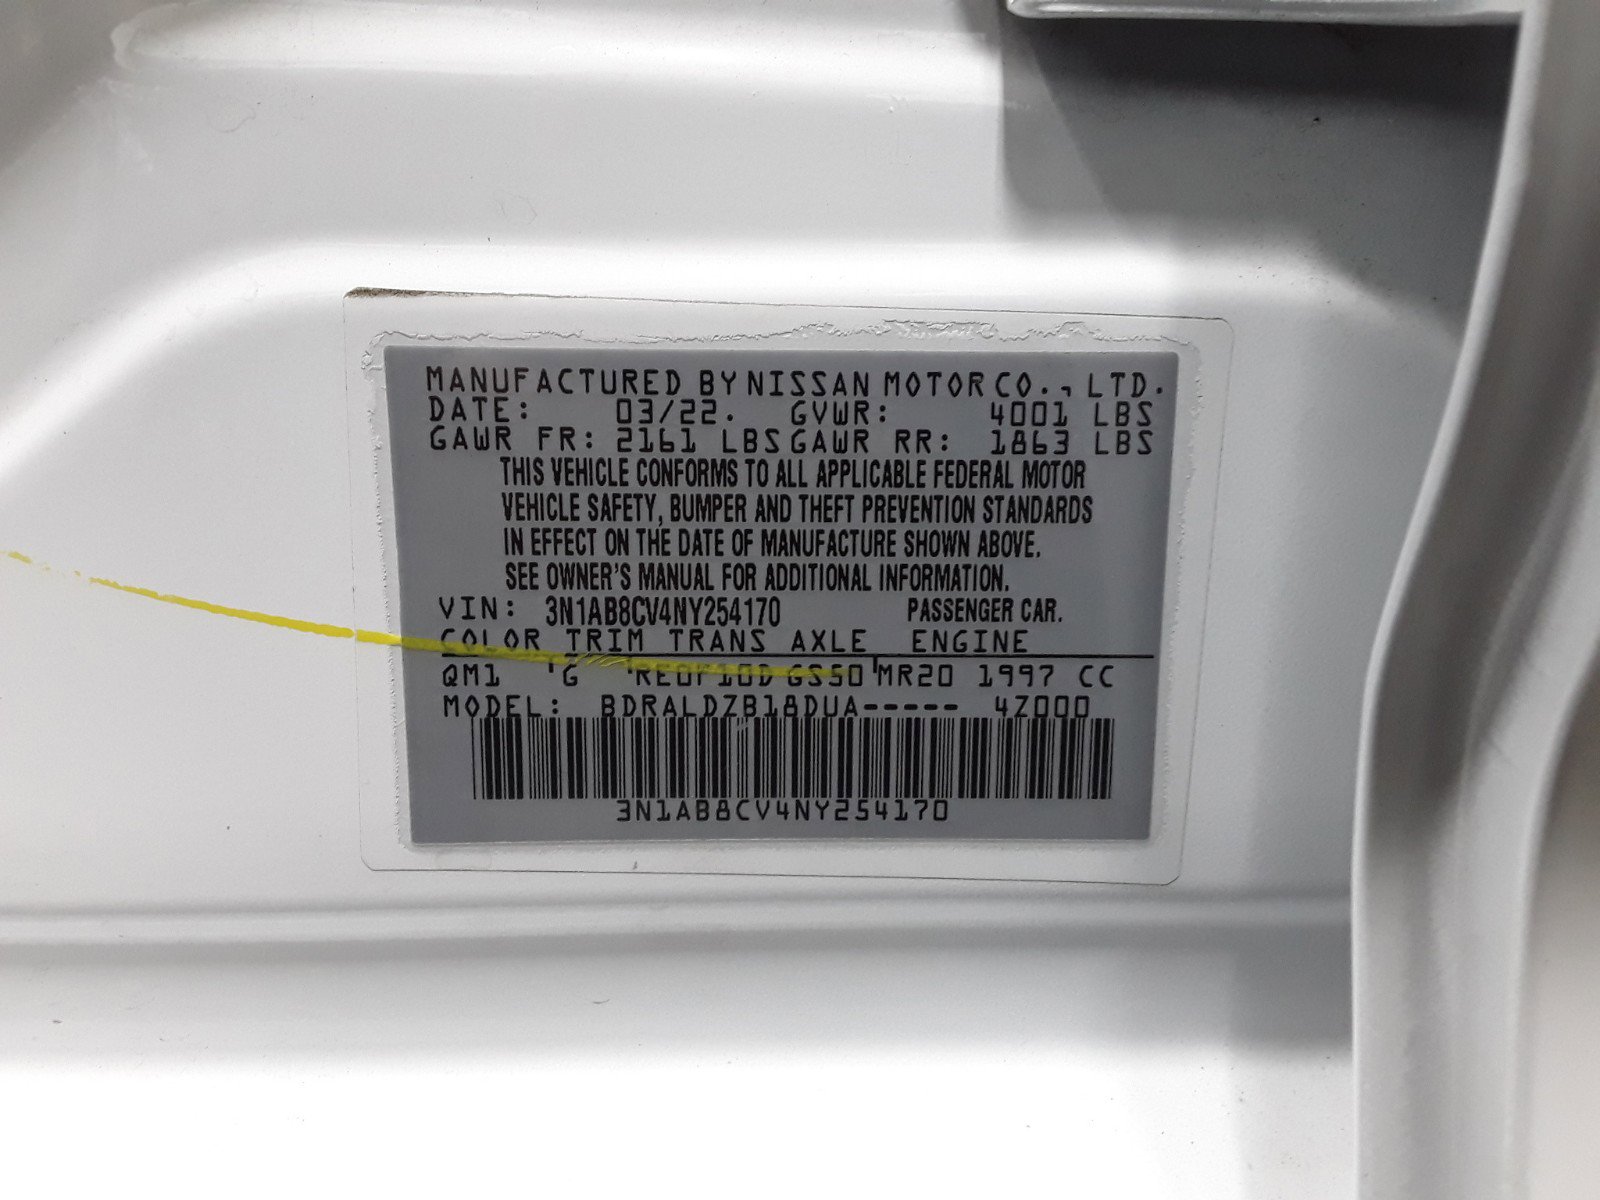 MANUFACTURED BY NISSAN MOTOR CO., LTD.
DATE: 03/22. GVWR: 4001 LBS
GAWR FR: 2161 LBS GAWR RR: 1863 LBS
THIS VEHICLE CONFORMS TO ALL APPLICABLE FEDERAL MOTOR
VEHICLE SAFETY, BUMPER AND THEFT PREVENTION STANDARDS
IN EFFECT ON THE DATE OF MANUFACTURE SHOWN ABOVE.
SEE OWNER'S MANUAL FOR ADDITIONAL INFORMATION.
VIN: 3N1AB8CV4NY254170 PASSENGER CAR.
COLOR TRIM TRANS AXLE ENGINE
QM1 G RE0F10D GS50 MR20 1997 CC
MODEL: BDRALDZB18DUA----- 4Z000
3N1AB8CV4NY254170